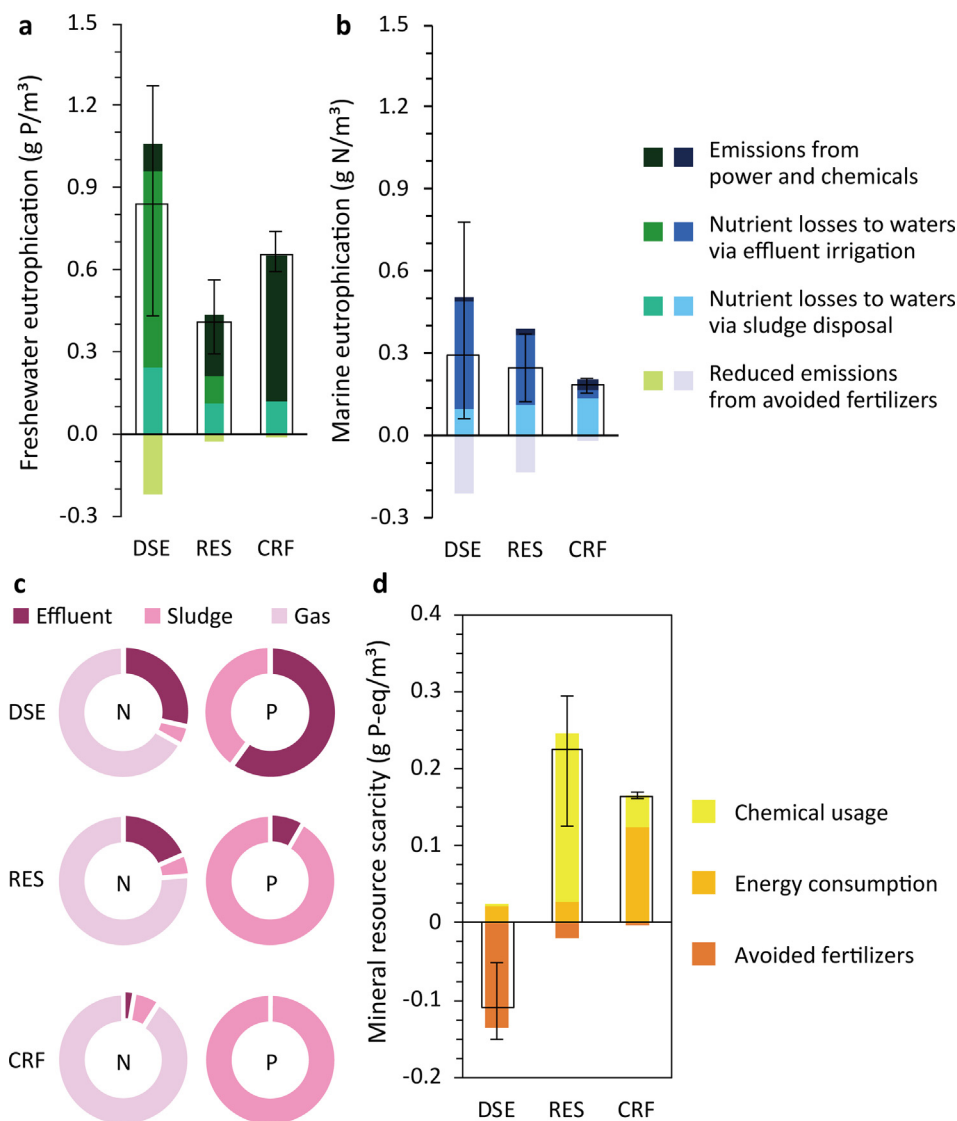 a
Freshewater eutrophication (g P/m³)
1.5
1.2
0.9
0.6
0.3
0.0
-0.3
DSE RES CRF
b
Marine eutrophication (g N/m³)
1.5
1.2
0.9
0.6
0.3
0.0
-0.3
DSE RES CRF
Emissions from
power and chemicals
Nutrient losses to waters
via effluent irrigation
Nutrient losses to waters
via sludge disposal
Reduced emissions
from avoided fertilizers
c
Effluent Sludge Gas
DSE N P
RES N P
CRF N P
d
Mineral resource scarcity (g P-eq/m³)
0.4
0.3
0.2
0.1
0
-0.1
-0.2
DSE RES CRF
Chemical usage
Energy consumption
Avoided fertilizers